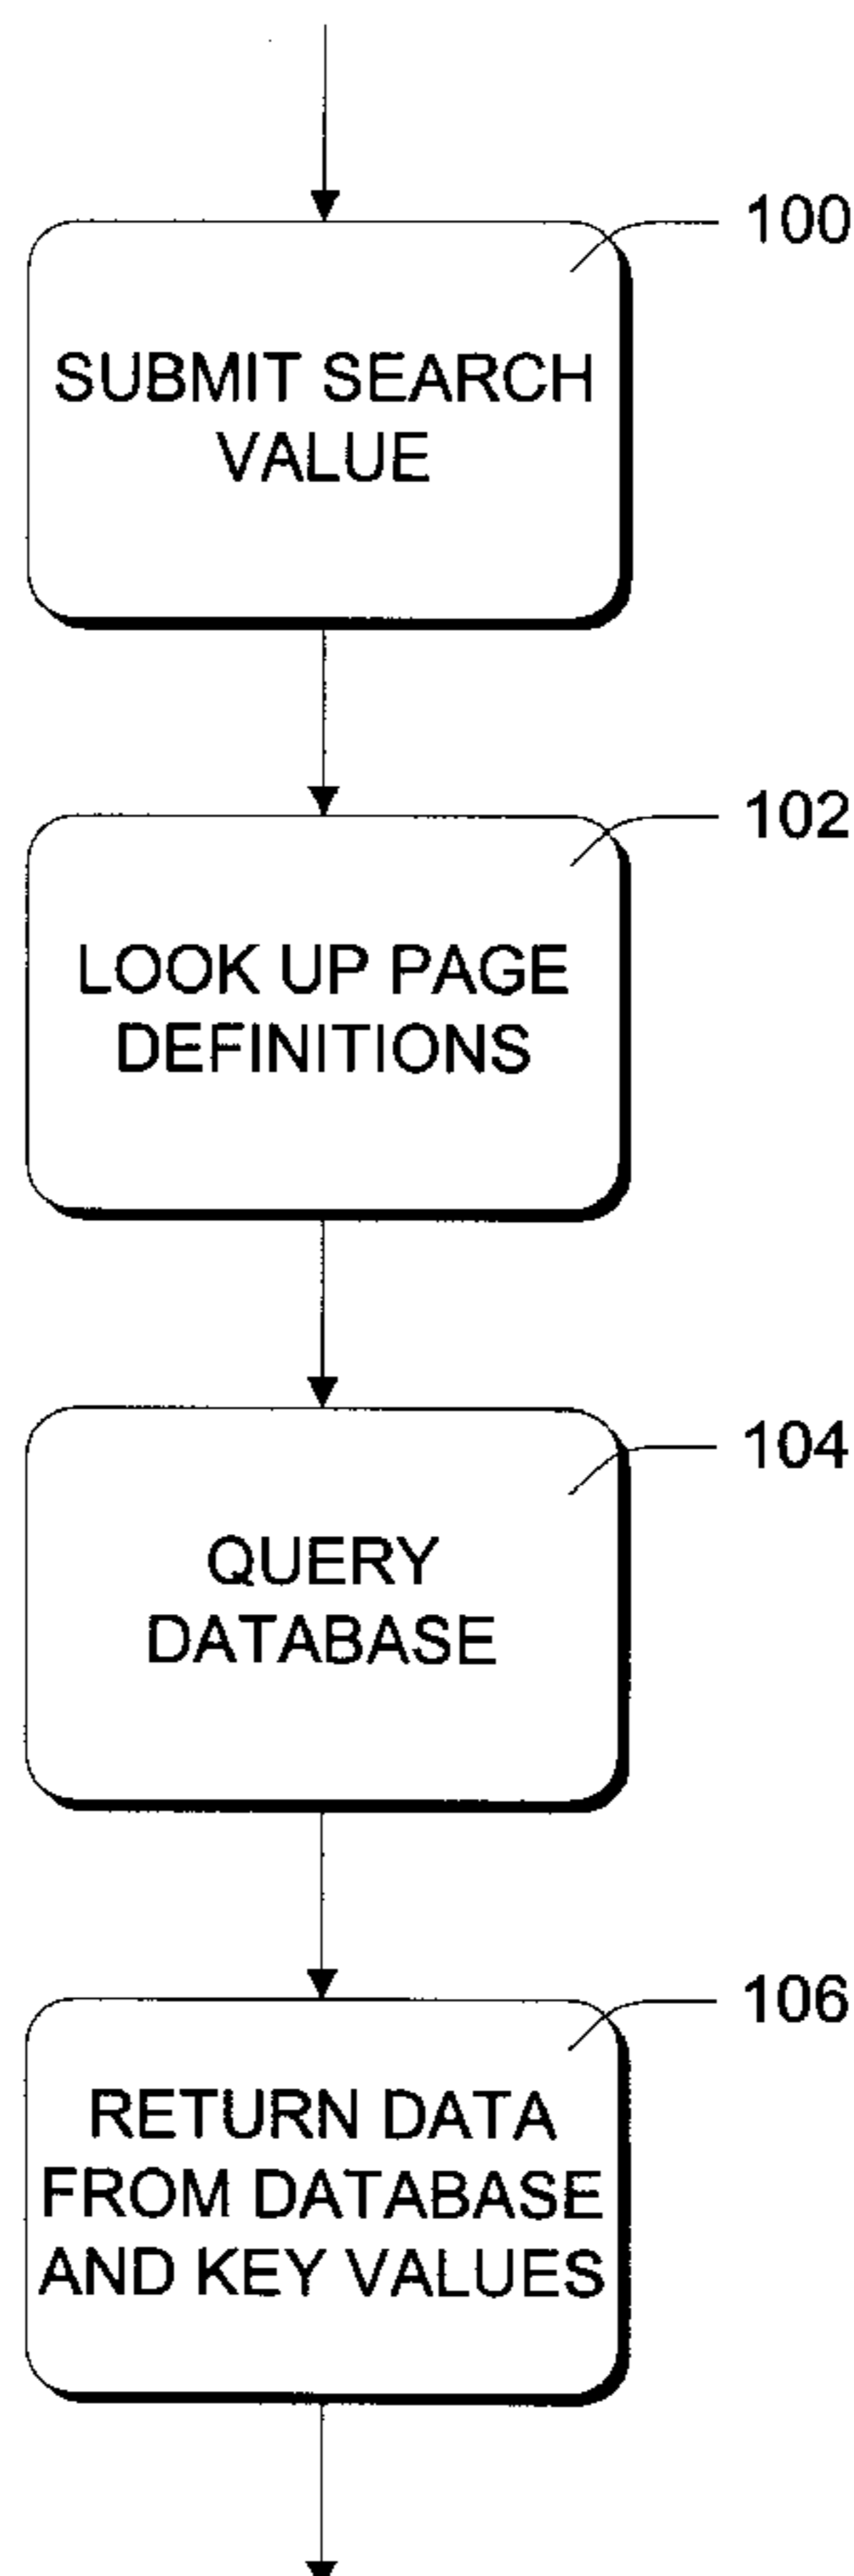 100
SUBMIT SEARCH
VALUE
102
LOOK UP PAGE
DEFINITIONS
104
QUERY
DATABASE
106
RETURN DATA
FROM DATABASE
AND KEY VALUES